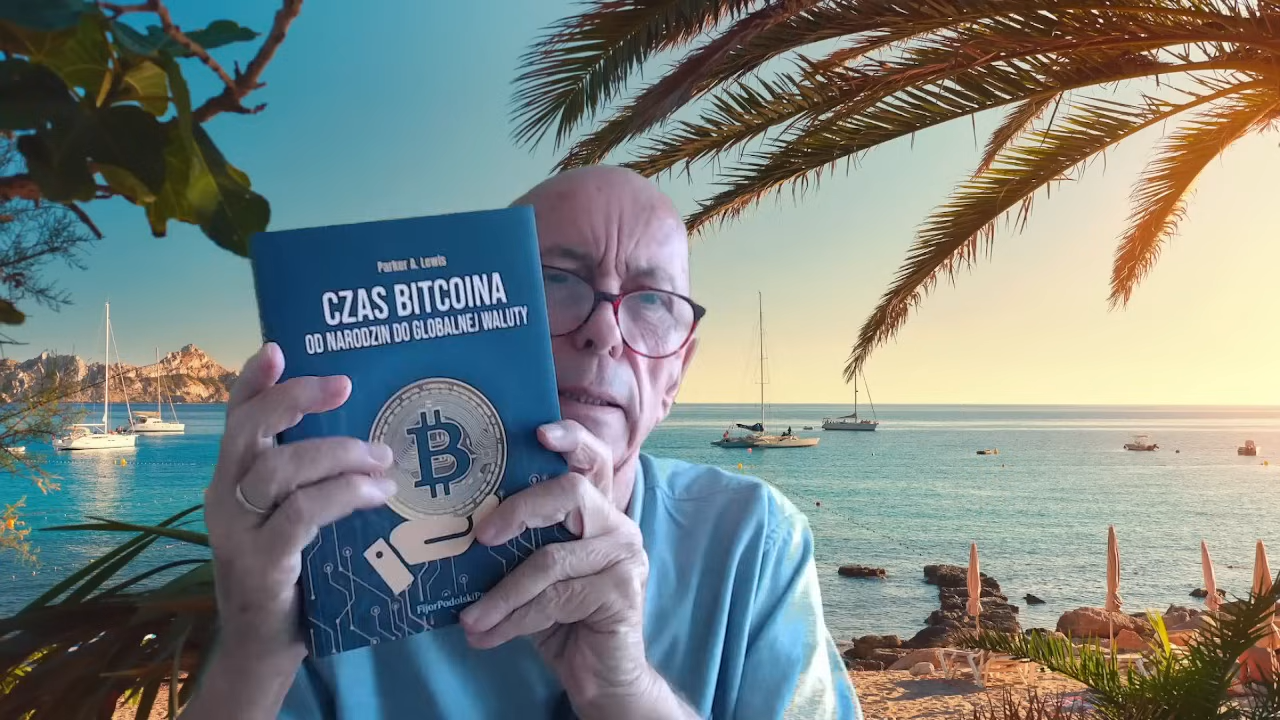 Parker A. Lewis
CZAS BITCOINA
OD NARODZIN DO GLOBALNEJ WALUTY